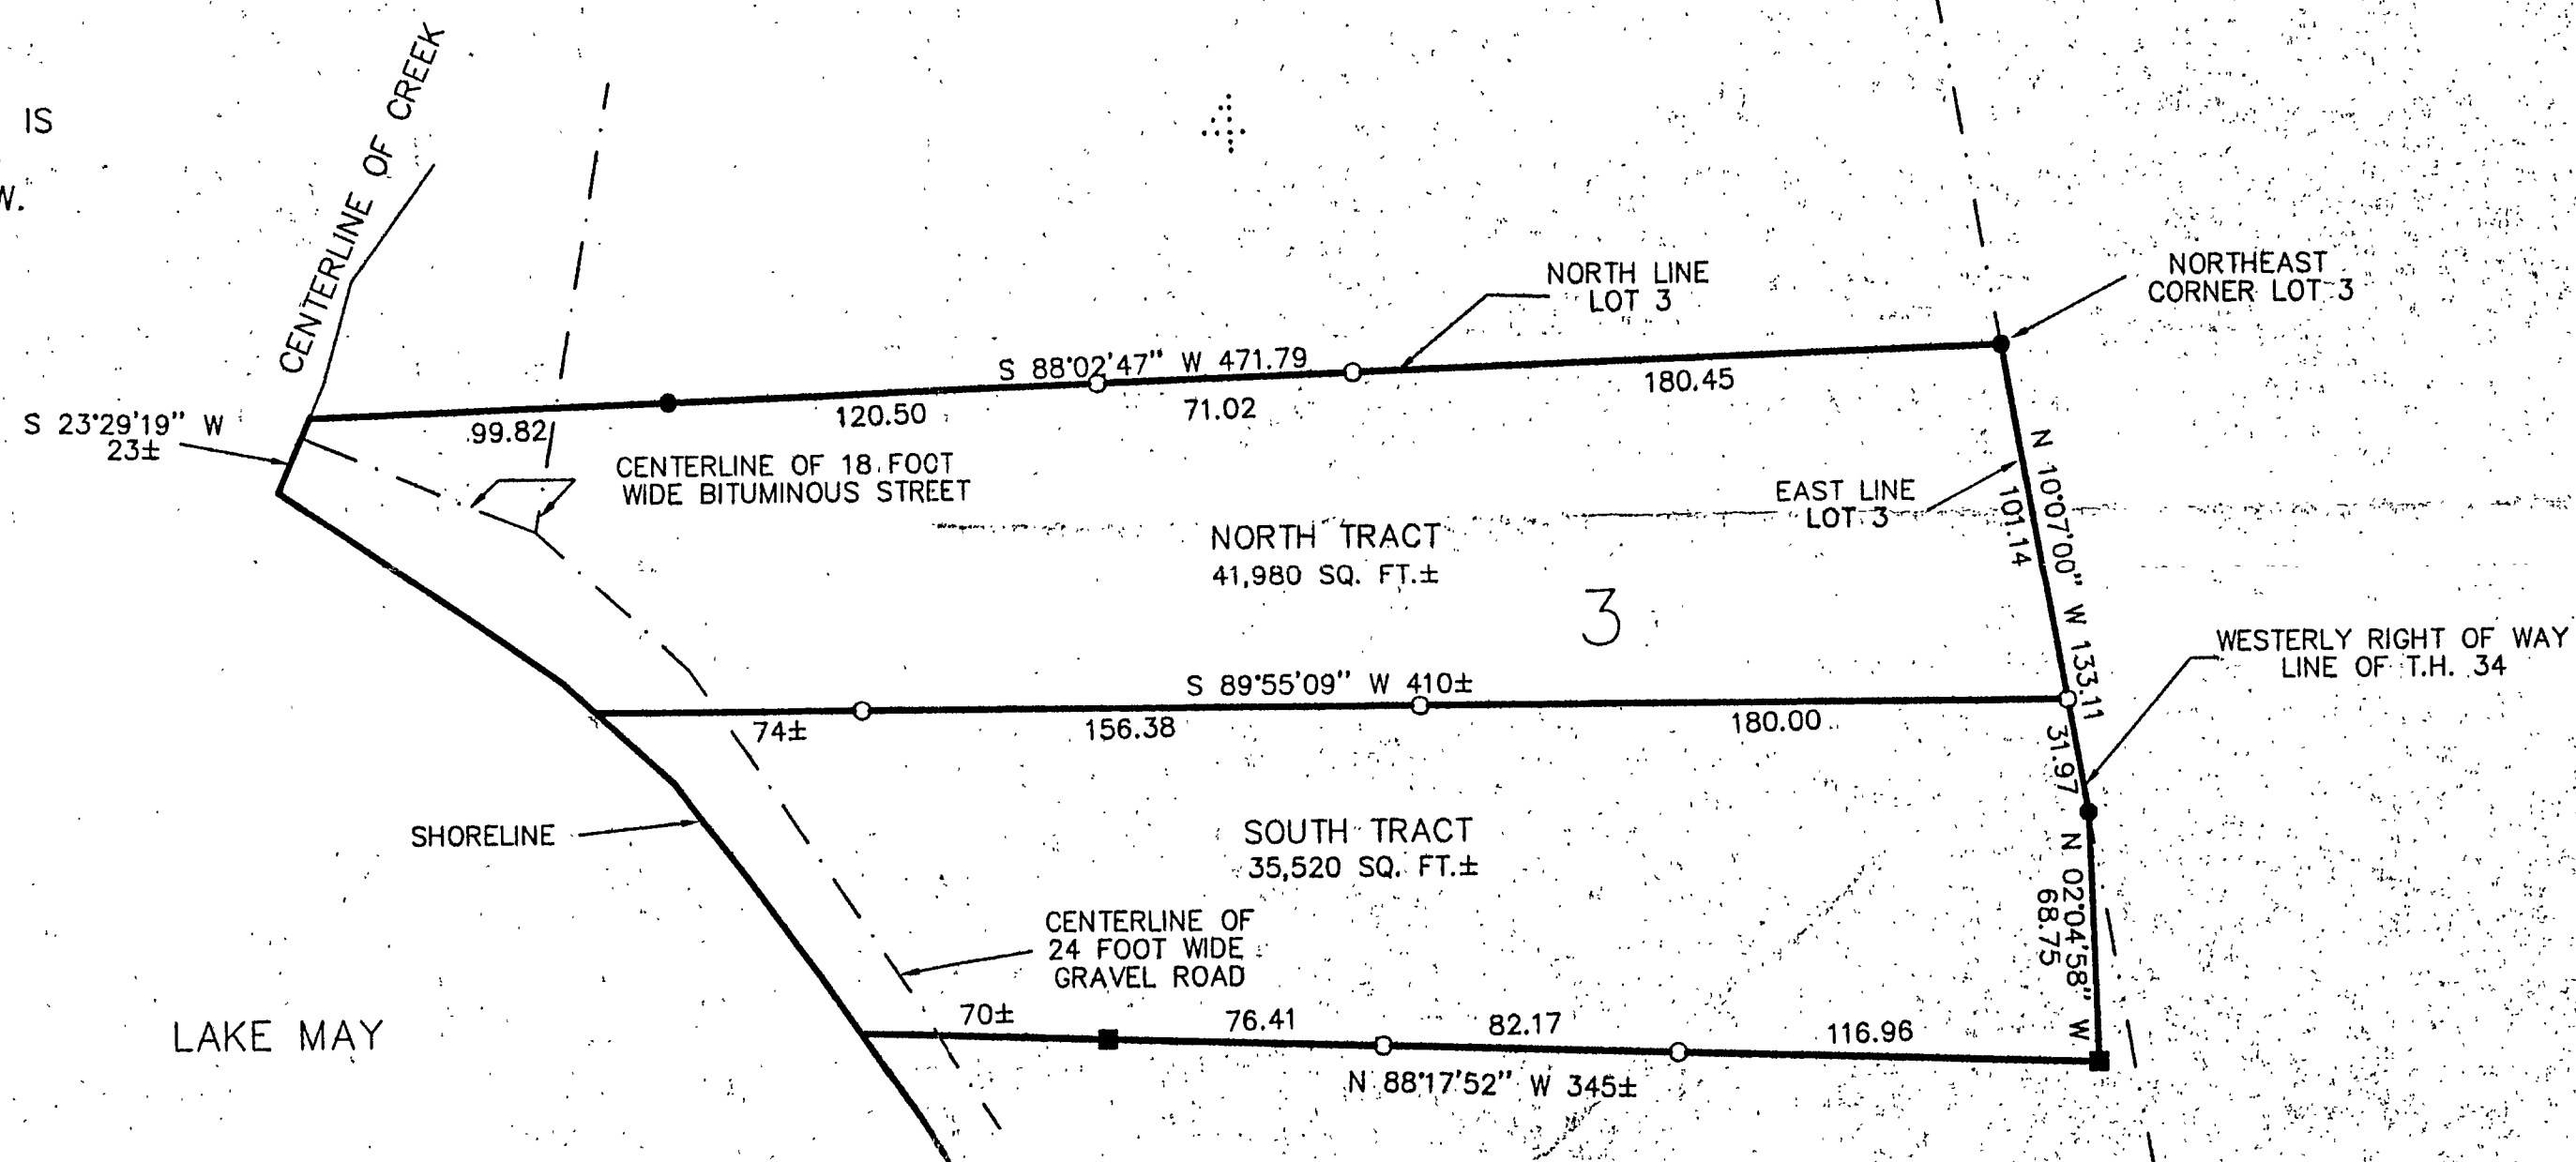 IS
W.
CENTERLINE OF CREEK
4
NORTH LINE
LOT 3
NORTHEAST
CORNER LOT 3
S 88°02'47" W 471.79
180.45
S 23°29'19" W
23±
99.82
120.50
71.02
CENTERLINE OF 18 FOOT
WIDE BITUMINOUS STREET
EAST LINE
LOT 3
N 10°07'00" W 133.11
101.14
NORTH TRACT
41,980 SQ. FT.±
3
WESTERLY RIGHT OF WAY
LINE OF T.H. 34
S 89°55'09" W 410±
74±
156.38
180.00
31.97
SHORELINE
SOUTH TRACT
35,520 SQ. FT.±
N 02°04'58" W
68.75
CENTERLINE OF
24 FOOT WIDE
GRAVEL ROAD
LAKE MAY
70±
76.41
82.17
116.96
N 88°17'52" W 345±